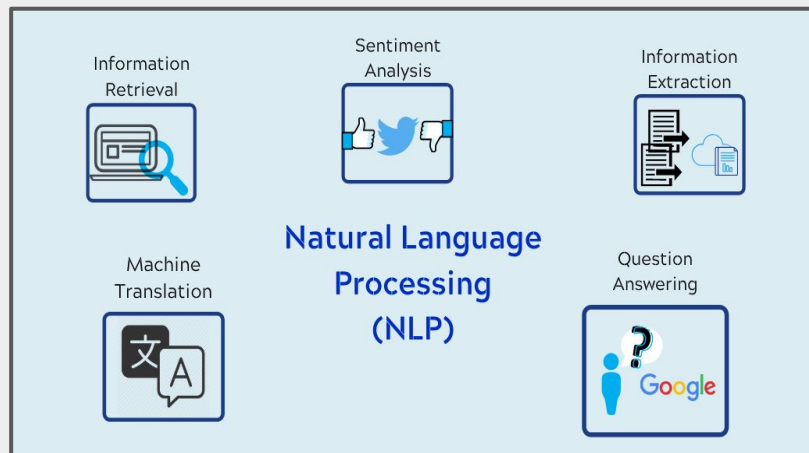 Information
Retrieval
Sentiment
Analysis
Information
Extraction
Natural Language
Processing
(NLP)
Machine
Translation
文
A
Question
Answering
?
Google